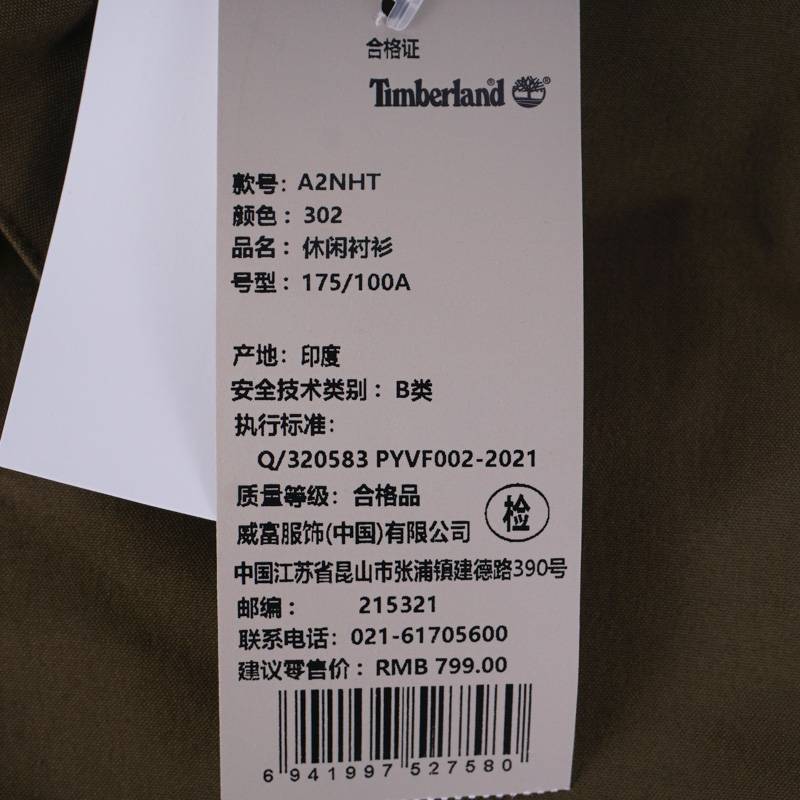 合格证
Timberland®
款号: A2NHT
颜色: 302
品名: 休闲衬衫
号型: 175/100A
产地: 印度
安全技术类别: B类
执行标准:
Q/320583 PYVF002-2021
质量等级: 合格品
检
威富服饰(中国)有限公司
中国江苏省昆山市张浦镇建德路390号
邮编: 215321
联系电话: 021-61705600
建议零售价: RMB 799.00
6 941997 527580